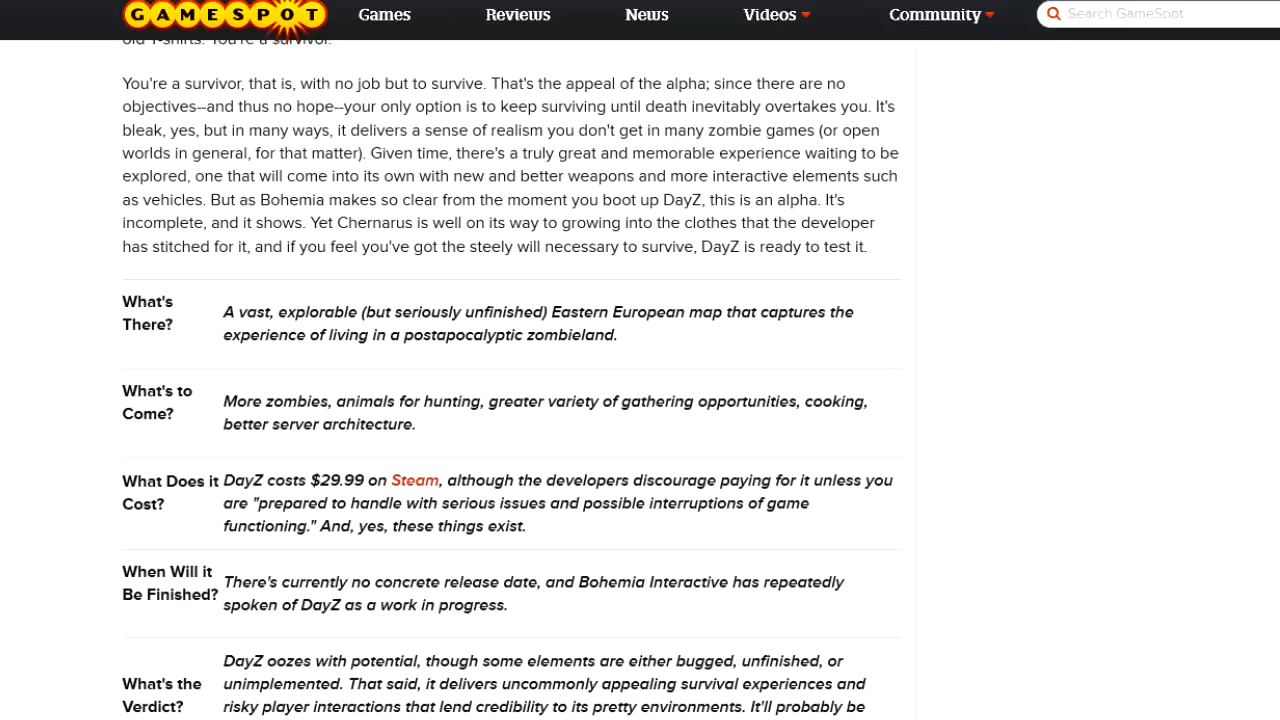 GAMESPOT Games Reviews News Videos Community Search GameSpot
old T-shirts. You're a survivor.
You're a survivor, that is, with no job but to survive. That's the appeal of the alpha; since there are no
objectives--and thus no hope--your only option is to keep surviving until death inevitably overtakes you. It's
bleak, yes, but in many ways, it delivers a sense of realism you don't get in many zombie games (or open
worlds in general, for that matter). Given time, there's a truly great and memorable experience waiting to be
explored, one that will come into its own with new and better weapons and more interactive elements such
as vehicles. But as Bohemia makes so clear from the moment you boot up DayZ, this is an alpha. It's
incomplete, and it shows. Yet Chernarus is well on its way to growing into the clothes that the developer
has stitched for it, and if you feel you've got the steely will necessary to survive, DayZ is ready to test it.
What's
There?
A vast, explorable (but seriously unfinished) Eastern European map that captures the
experience of living in a postapocalyptic zombieland.
What's to
Come?
More zombies, animals for hunting, greater variety of gathering opportunities, cooking,
better server architecture.
What Does it
Cost?
DayZ costs $29.99 on Steam, although the developers discourage paying for it unless you
are "prepared to handle with serious issues and possible interruptions of game
functioning." And, yes, these things exist.
When Will it
Be Finished?
There's currently no concrete release date, and Bohemia Interactive has repeatedly
spoken of DayZ as a work in progress.
What's the
Verdict?
DayZ oozes with potential, though some elements are either bugged, unfinished, or
unimplemented. That said, it delivers uncommonly appealing survival experiences and
risky player interactions that lend credibility to its pretty environments. It'll probably be